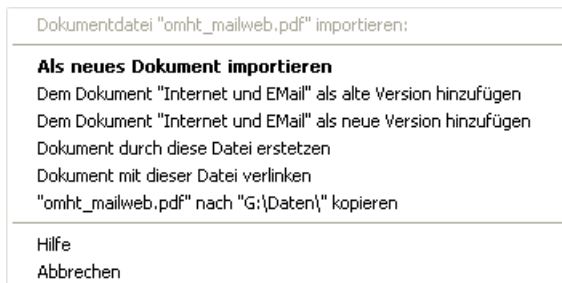 Dokumentdatei "omht_mailweb.pdf" importieren:
Als neues Dokument importieren
Dem Dokument "Internet und EMail" als alte Version hinzufügen
Dem Dokument "Internet und EMail" als neue Version hinzufügen
Dokument durch diese Datei erstetzen
Dokument mit dieser Datei verlinken
"omht_mailweb.pdf" nach "G:\Daten\" kopieren
Hilfe
Abbrechen